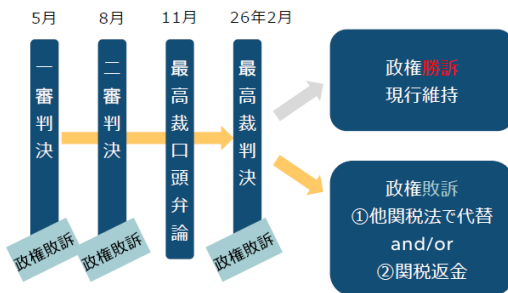 5月
8月
11月
26年2月
一審判決
二審判決
最高裁口頭弁論
最高裁判決
政権敗訴
政権敗訴
政権敗訴
政権勝訴
現行維持
政権敗訴
①他関税法で代替
and/or
②関税返金